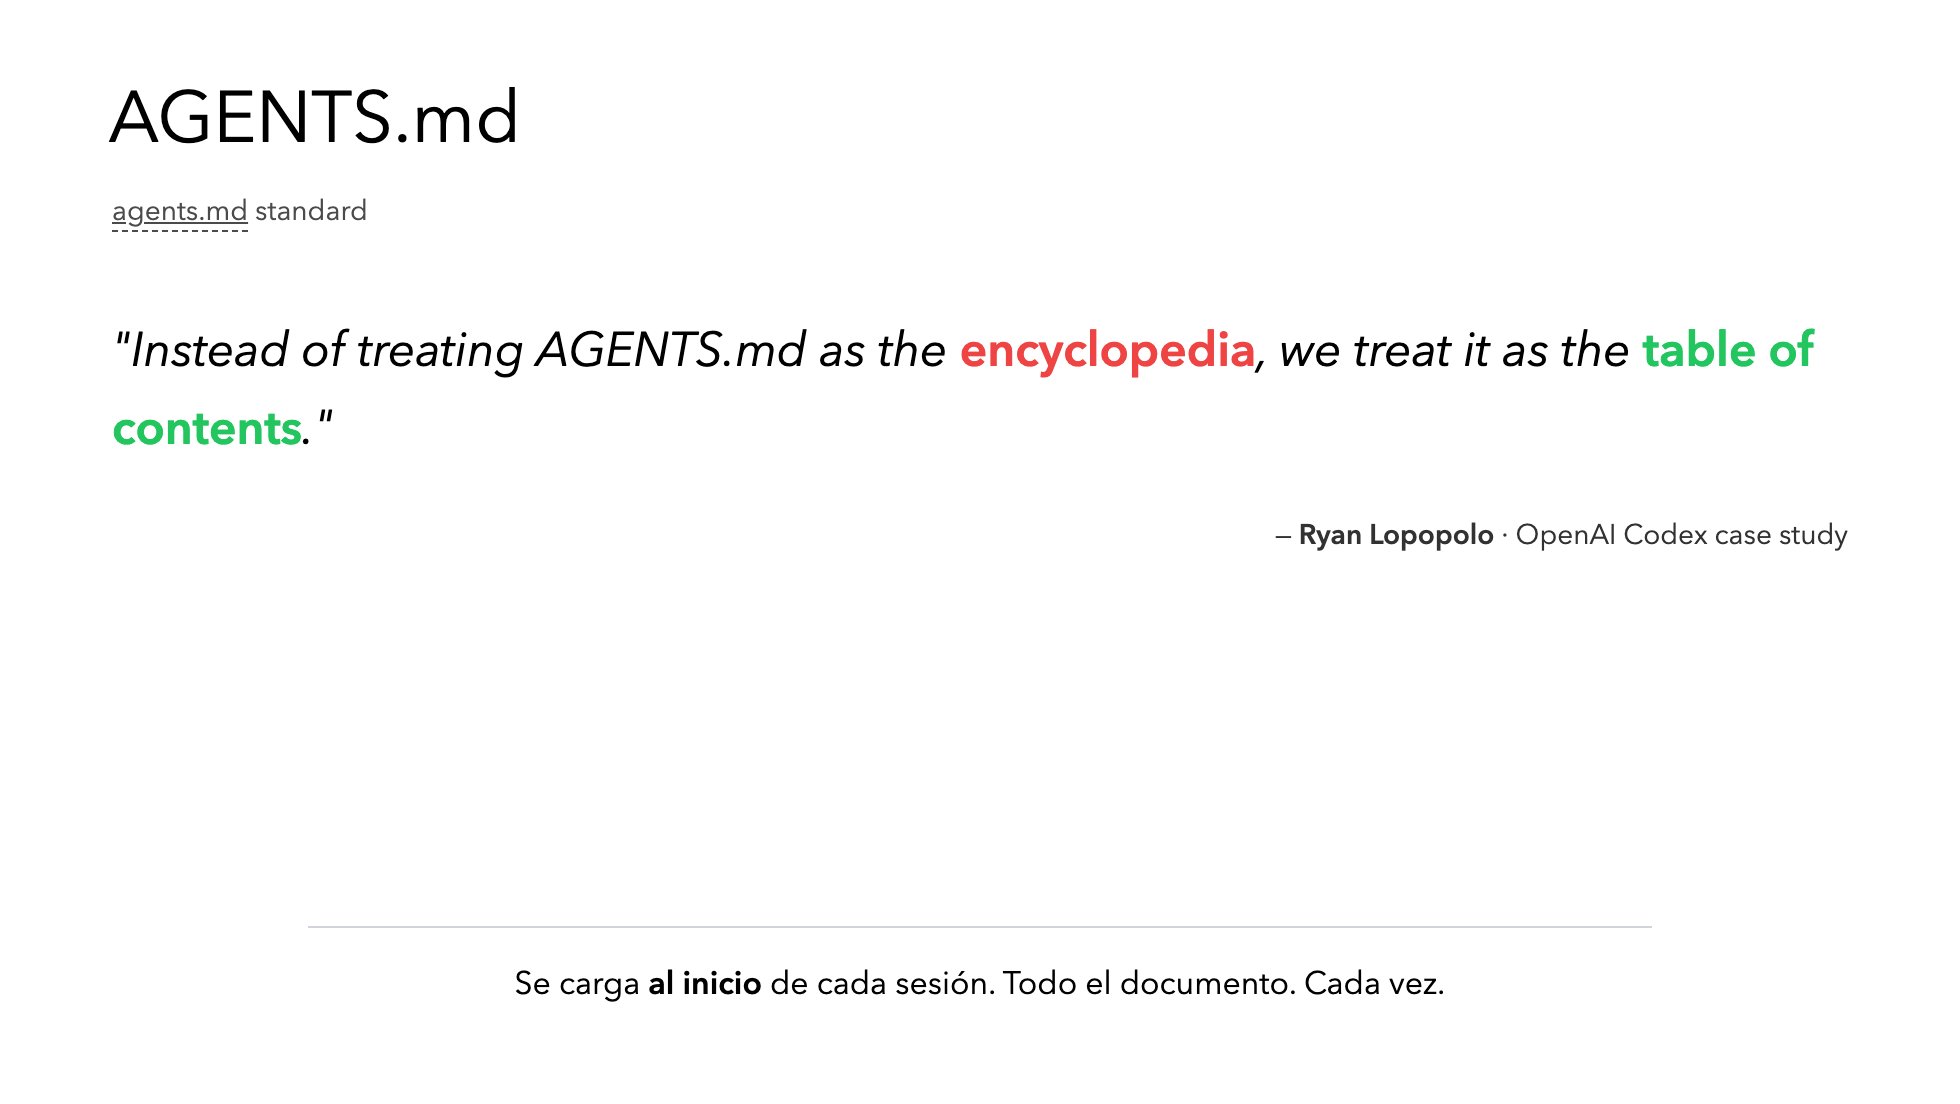 AGENTS.md
agents.md standard
"Instead of treating AGENTS.md as the encyclopedia, we treat it as the table of
contents."
– Ryan Lopopolo · OpenAI Codex case study
Se carga al inicio de cada sesión. Todo el documento. Cada vez.